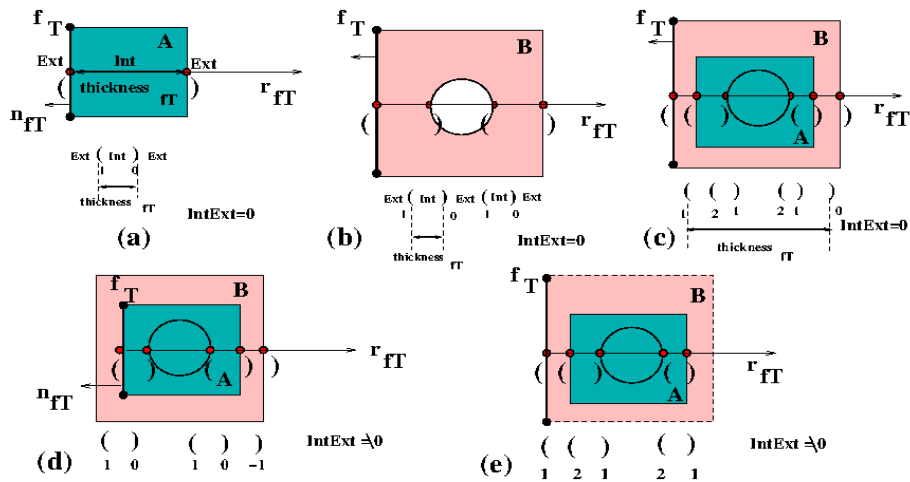 f T
A
Ext Int Ext
thickness fT
( )
n fT
r fT
Ext ( Int ) Ext
1 0
thickness fT
IntExt=0
(a)
f T
B
( ) ( )
r fT
Ext ( Int ) Ext ( Int ) Ext
1 0 1 0
thickness fT
IntExt=0
(b)
f T
B
( ( ) ( ) )
A
r fT
( ( ) ( ) )
1 2 1 2 1 0
thickness fT
IntExt=0
(c)
f T
B
( ) ( ) )
A
r fT
n fT
( ) ( ) )
1 0 1 0 -1
IntExt ≠0
(d)
f T
B
( ( ) ( )
A
r fT
( ( ) ( )
1 2 1 2 1
IntExt ≠0
(e)